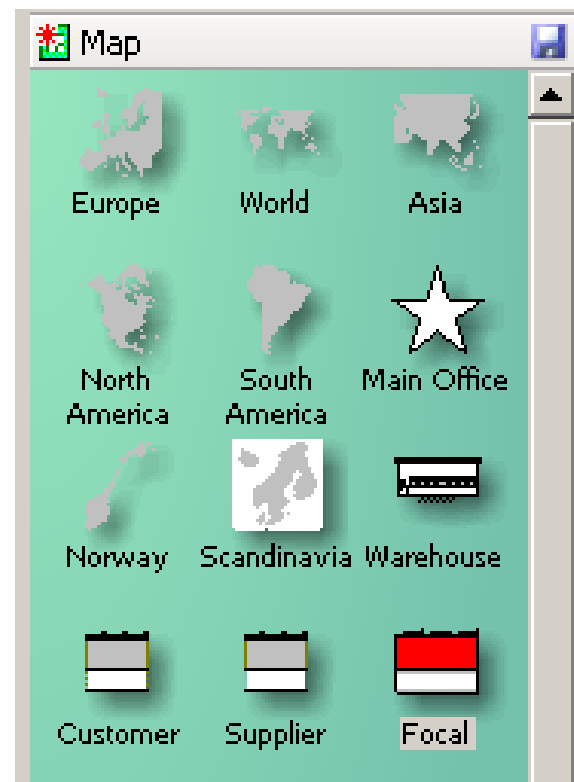 Map
Europe World Asia
North America South America Main Office
Norway Scandinavia Warehouse
Customer Supplier Focal